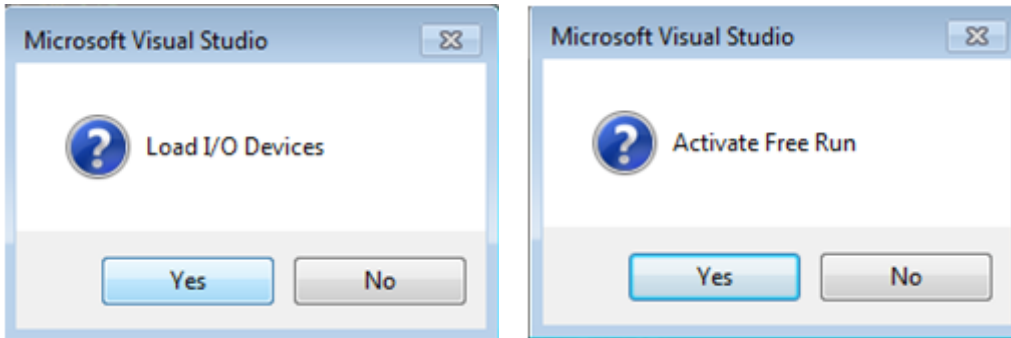 Microsoft Visual Studio
Load I/O Devices
Yes No
Microsoft Visual Studio
Activate Free Run
Yes No